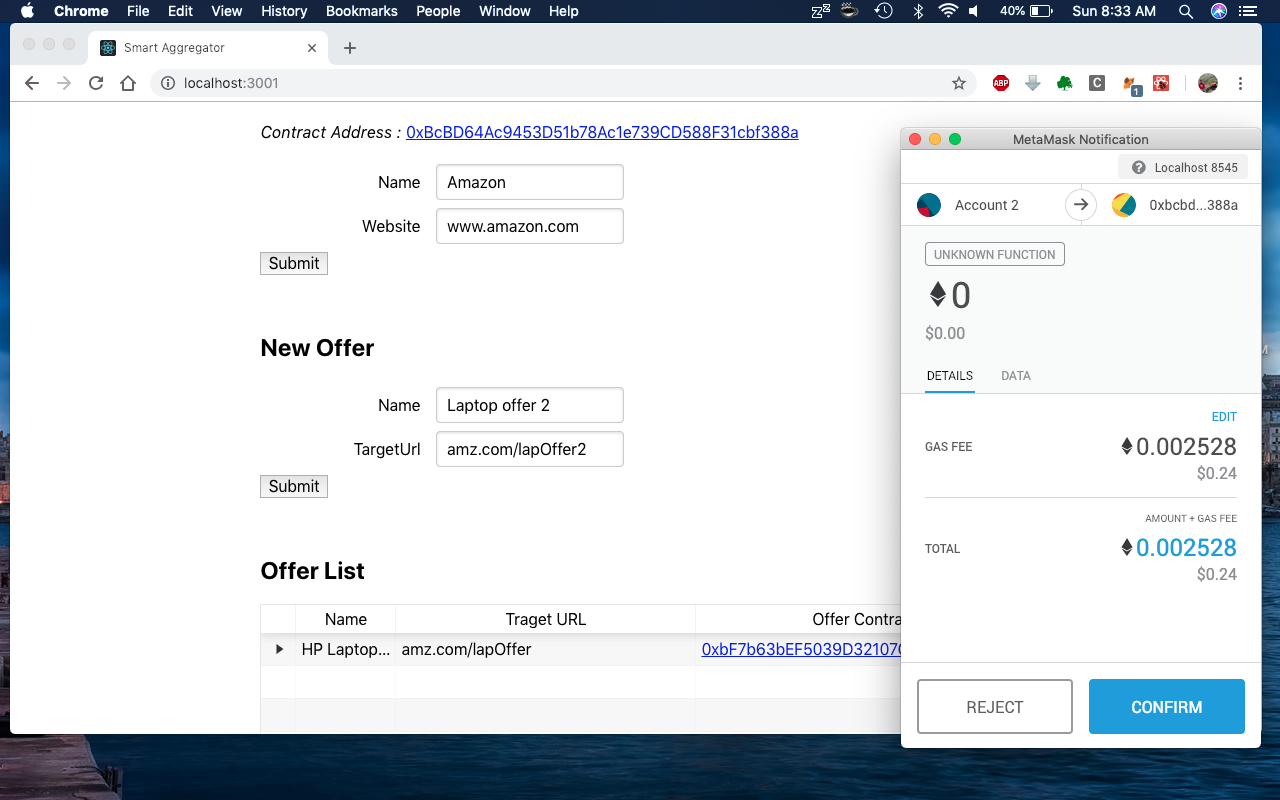 Chrome File Edit View History Bookmarks People Window Help 40% Sun 8:33 AM
Smart Aggregator
localhost:3001
ABP
C
1
Contract Address : 0xBcBD64Ac9453D51b78Ac1e739CD588F31cbf388a
Name Amazon
Website www.amazon.com
Submit
New Offer
Name Laptop offer 2
TargetUrl amz.com/lapOffer2
Submit
Offer List
Name Traget URL Offer Contra
HP Laptop... amz.com/lapOffer 0xbF7b63bEF5039D32107
MetaMask Notification
Localhost 8545
Account 2 0xbcbd...388a
UNKNOWN FUNCTION
0
$0.00
DETAILS DATA
EDIT
GAS FEE 0.002528
$0.24
AMOUNT + GAS FEE
TOTAL 0.002528
$0.24
REJECT CONFIRM